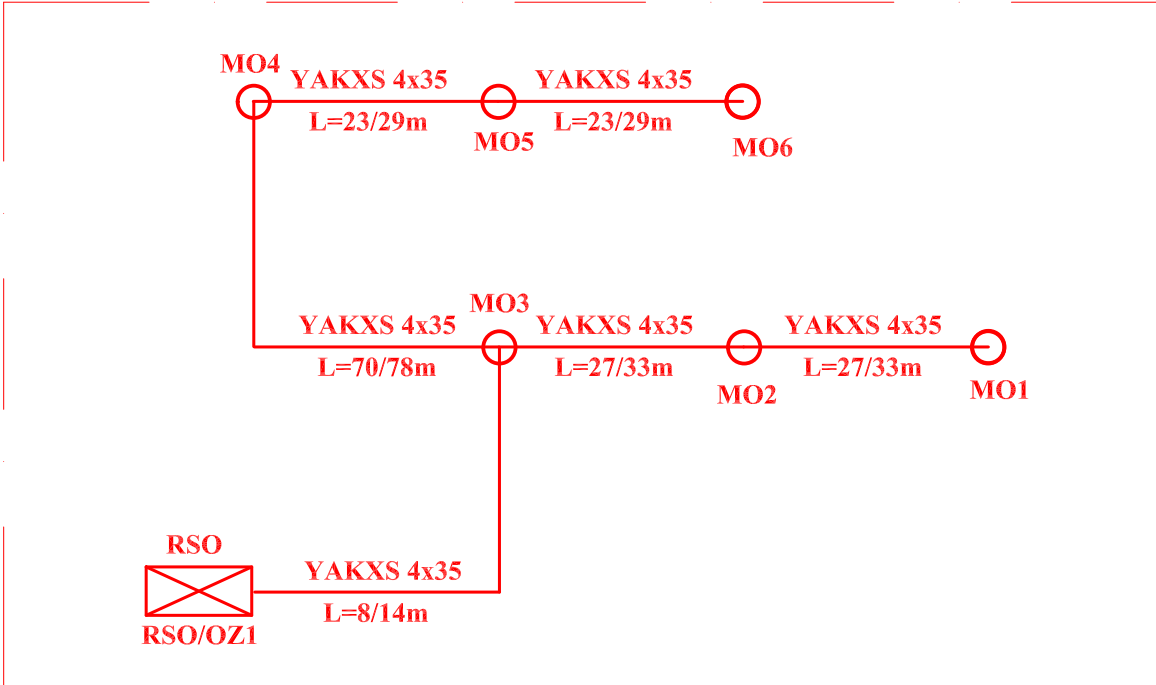 MO4
YAKXS 4x35
YAKXS 4x35
L=23/29m
L=23/29m
MO5
MO6
MO3
YAKXS 4x35
YAKXS 4x35
YAKXS 4x35
L=70/78m
L=27/33m
L=27/33m
MO2
MO1
RSO
YAKXS 4x35
L=8/14m
RSO/OZ1